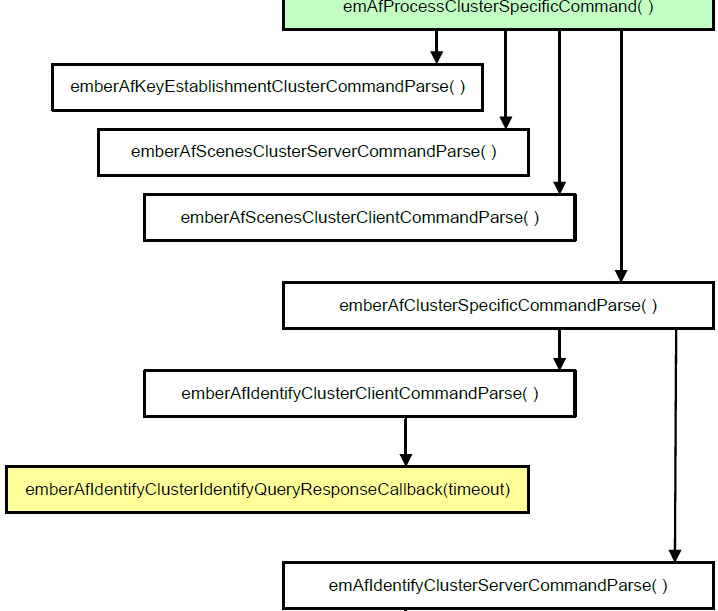 emAfProcessClusterSpecificCommand( )
emberAfKeyEstablishmentClusterCommandParse( )
emberAfScenesClusterServerCommandParse( )
emberAfScenesClusterClientCommandParse( )
emberAfClusterSpecificCommandParse( )
emberAfIdentifyClusterClientCommandParse( )
emberAfIdentifyClusterIdentifyQueryResponseCallback(timeout)
emAfIdentifyClusterServerCommandParse( )